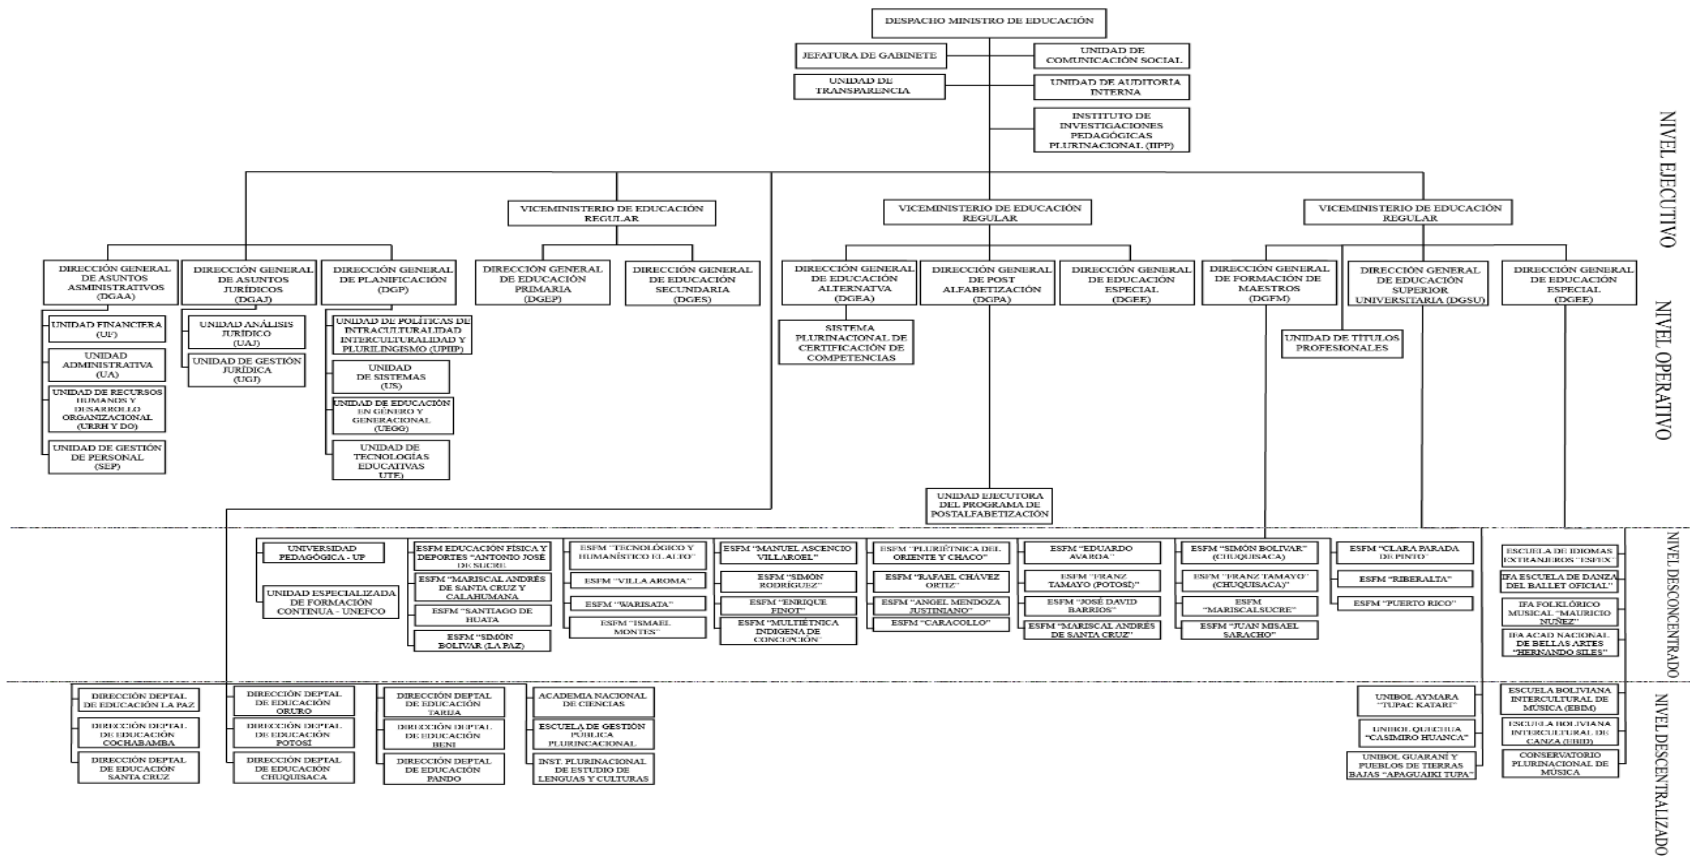 DESPACHO MINISTRO DE EDUCACIÓN
JEFATURA DE GABINETE
UNIDAD DE
COMUNICACIÓN SOCIAL
UNIDAD DE
TRANSPARENCIA
UNIDAD DE AUDITORÍA
INTERNA
INSTITUTO DE
INVESTIGACIONES
PEDAGÓGICAS
PLURINACIONAL (IIPP)
NIVEL EJECUTIVO
VICEMINISTERIO DE EDUCACIÓN
REGULAR
VICEMINISTERIO DE EDUCACIÓN
REGULAR
VICEMINISTERIO DE EDUCACIÓN
REGULAR
DIRECCIÓN GENERAL
DE ASUNTOS
ASMINISTRATIVOS
(DGAA)
DIRECCIÓN GENERAL
DE ASUNTOS
JURÍDICOS
(DGAJ)
DIRECCIÓN GENERAL
DE PLANIFICACIÓN
(DGP)
DIRECCIÓN GENERAL
DE EDUCACIÓN
PRIMARIA
(DGEP)
DIRECCIÓN GENERAL
DE EDUCACIÓN
SECUNDARIA
(DGES)
DIRECCIÓN GENERAL
DE EDUCACIÓN
ALTERNATVA
(DGEA)
DIRECCIÓN GENERAL
DE POST
ALFABETIZACIÓN
(DGPA)
DIRECCIÓN GENERAL
DE EDUCACIÓN
ESPECIAL
(DGEE)
DIRECCIÓN GENERAL
DE FORMACIÓN DE
MAESTROS
(DGFM)
DIRECCIÓN GENERAL
DE EDUCACIÓN
SUPERIOR
UNIVERSITARIA (DGSU)
DIRECCIÓN GENERAL
DE EDUCACIÓN
ESPECIAL
(DGEE)
NIVEL OPERATIVO
UNIDAD FINANCIERA
(UF)
UNIDAD
ADMINISTRATIVA
(UA)
UNIDAD DE RECURSOS
HUMANOS Y
DESARROLLO
ORGANIZACIONAL
(URRH Y DO)
UNIDAD DE GESTIÓN
DE PERSONAL
(SEP)
UNIDAD ANÁLISIS
JURÍDICO
(UAJ)
UNIDAD DE GESTIÓN
JURÍDICA
(UGJ)
UNIDAD DE POLÍTICAS DE
INTRACULTURALIDAD
INTERCULTURALIDAD Y
PLURILINGISMO (UPIIP)
UNIDAD
DE SISTEMAS
(US)
UNIDAD DE EDUCACIÓN
EN GÉNERO Y
GENERACIONAL
(UEGG)
UNIDAD DE
TECNOLOGÍAS
EDUCATIVAS
UTE)
SISTEMA
PLURINACIONAL DE
CERTIFICACIÓN DE
COMPETENCIAS
UNIDAD DE TÍTULOS
PROFESIONALES
UNIDAD EJECUTORA
DEL PROGRAMA DE
POSTALFABETIZACIÓN
NIVEL DESCONCENTRADO
UNIVERSIDAD
PEDAGÓGICA - UP
UNIDAD ESPECIALIZADA
DE FORMACIÓN
CONTINUA - UNEFCO
ESFM EDUCACIÓN FÍSICA Y
DEPORTES "ANTONIO JOSÉ
DE SUCRE
ESFM "MARISCAL ANDRÉS
DE SANTA CRUZ Y
CALAHUMANA
ESFM "SANTIAGO DE
HUATA
ESFM "SIMÓN
BOLIVAR (LA PAZ)
ESFM "TECNOLÓGICO Y
HUMANÍSTICO EL ALTO"
ESFM "VILLA AROMA"
ESFM "WARISATA"
ESFM "ISMAEL
MONTES"
ESFM "MANUEL ASCENCIO
VILLAROEL"
ESFM "SIMÓN
RODRÍGUEZ"
ESFM "ENRIQUE
FINOT"
ESFM "MULTIÉTNICA
INDIGENA DE
CONCEPCIÓN"
ESFM "PLURIÉTNICA DEL
ORIENTE Y CHACO"
ESFM "RAFAEL CHÁVEZ
ORTIZ"
ESFM "ANGEL MENDOZA
JUSTINIANO"
ESFM "CARACOLLO"
ESFM "EDUARDO
AVAROA"
ESFM "FRANZ
TAMAYO (POTOSÍ)"
ESFM "JOSÉ DAVID
BARRIOS"
ESFM "MARISCAL ANDRÉS
DE SANTA CRUZ"
ESFM "SIMÓN BOLIVAR"
(CHUQUISACA)
ESFM "FRANZ TAMAYO"
(CHUQUISACA)"
ESFM
"MARISCALSUCRE"
ESFM "JUAN MISAEL
SARACHO"
ESFM "CLARA PARADA
DE PINTO"
ESFM "RIBERALTA"
ESFM "PUERTO RICO"
ESCUELA DE IDIOMAS
EXTRANJEROS "ESFEX"
IFA ESCUELA DE DANZA
DEL BALLET OFICIAL"
IFA FOLKLÓRICO
MUSICAL "MAURICIO
NUÑEZ"
IFA ACAD NACIONAL
DE BELLAS ARTES
"HERNANDO SILES"
NIVEL DESCENTRALIZADO
DIRECCIÓN DEPTAL
DE EDUCACIÓN LA PAZ
DIRECCIÓN DEPTAL
DE EDUCACIÓN
COCHABAMBA
DIRECCIÓN DEPTAL
DE EDUCACIÓN
SANTA CRUZ
DIRECCIÓN DEPTAL
DE EDUCACIÓN
ORURO
DIRECCIÓN DEPTAL
DE EDUCACIÓN
POTOSÍ
DIRECCIÓN DEPTAL
DE EDUCACIÓN
CHUQUISACA
DIRECCIÓN DEPTAL
DE EDUCACIÓN
TARIJA
DIRECCIÓN DEPTAL
DE EDUCACIÓN
BENI
DIRECCIÓN DEPTAL
DE EDUCACIÓN
PANDO
ACADEMIA NACIONAL
DE CIENCIAS
ESCUELA DE GESTIÓN
PÚBLICA
PLURINCACIONAL
INST. PLURINACIONAL
DE ESTUDIO DE
LENGUAS Y CULTURAS
UNIBOL AYMARA
"TUPAC KATARI"
UNIBOL QUECHUA
"CASIMIRO HUANCA"
UNIBOL GUARANÍ Y
PUEBLOS DE TIERRAS
BAJAS "APAGUAIKI TUPA"
ESCUELA BOLIVIANA
INTERCULTURAL DE
MÚSICA (EBIM)
ESCUELA BOLIVIANA
INTERCULTURAL DE
CANZA (EBID)
CONSERVATORIO
PLURINACIONAL DE
MÚSICA